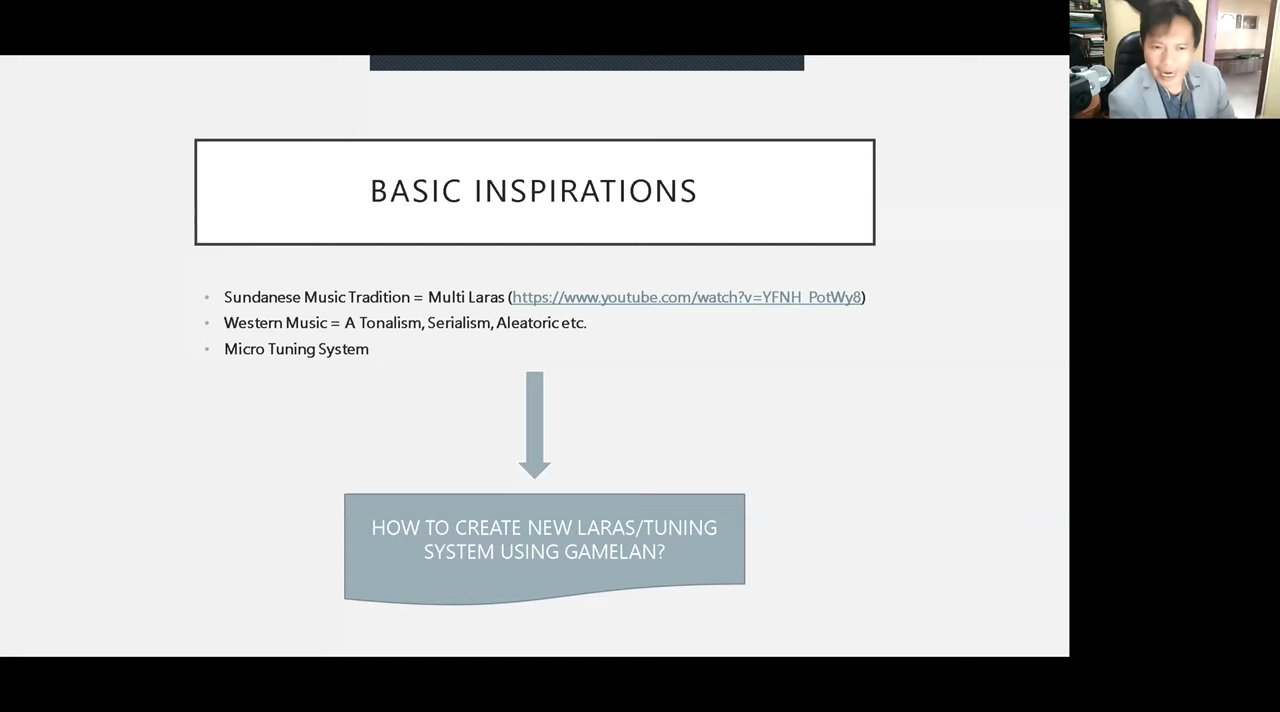 BASIC INSPIRATIONS
Sundanese Music Tradition = Multi Laras (https://www.youtube.com/watch?v=YFNH_PotWy8)
Western Music = A Tonalism, Serialism, Aleatoric etc.
Micro Tuning System
HOW TO CREATE NEW LARAS/TUNING
SYSTEM USING GAMELAN?